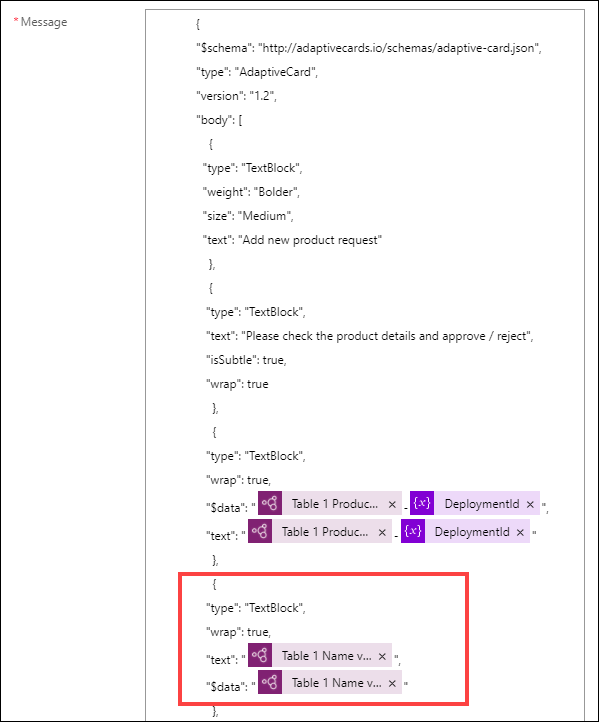 * Message
{
"$schema": "http://adaptivecards.io/schemas/adaptive-card.json",
"type": "AdaptiveCard",
"version": "1.2",
"body": [
{
"type": "TextBlock",
"weight": "Bolder",
"size": "Medium",
"text": "Add new product request"
},
{
"type": "TextBlock",
"text": "Please check the product details and approve / reject",
"isSubtle": true,
"wrap": true
},
{
"type": "TextBlock",
"wrap": true,
"$data": " Table 1 Produc... × - {x} DeploymentId × ",
"text": " Table 1 Produc... × - {x} DeploymentId × "
},
{
"type": "TextBlock",
"wrap": true,
"text": " Table 1 Name v... × ",
"$data": " Table 1 Name v... × "
},